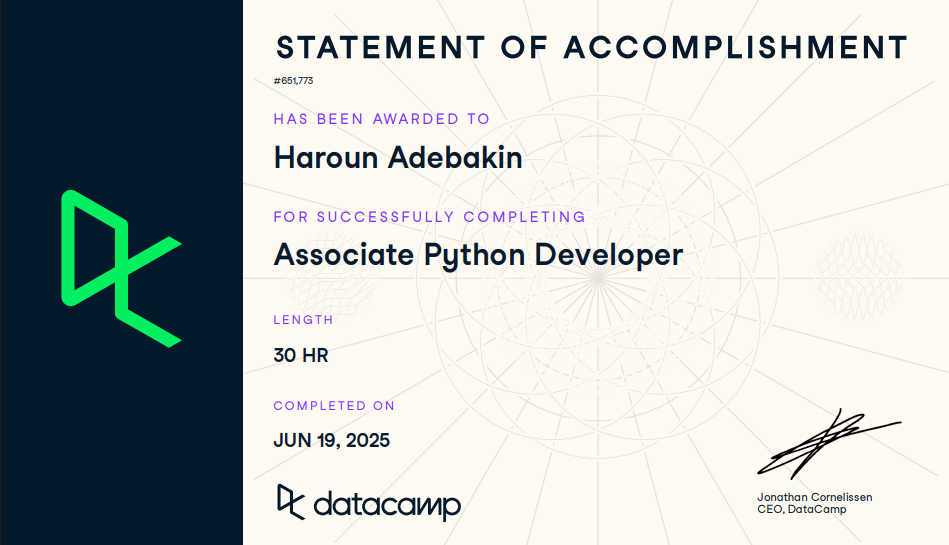 STATEMENT OF ACCOMPLISHMENT
#651,773
HAS BEEN AWARDED TO
Haroun Adebakin
FOR SUCCESSFULLY COMPLETING
Associate Python Developer
LENGTH
30 HR
COMPLETED ON
JUN 19, 2025
datacamp
Jonathan Cornelissen
CEO, DataCamp